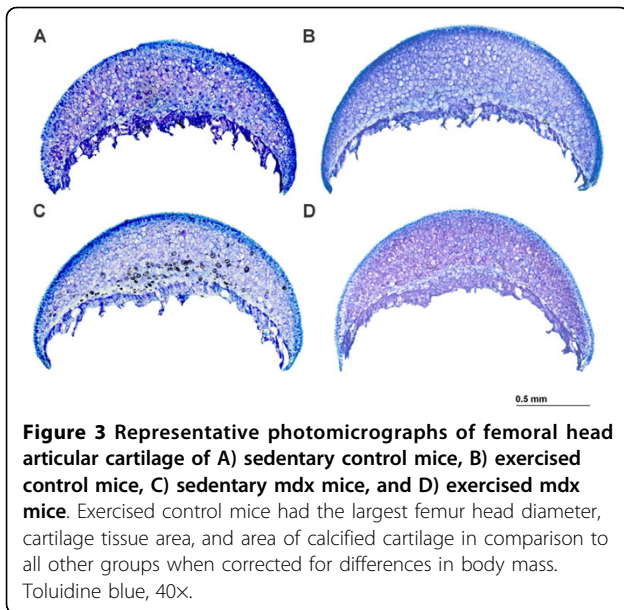 A
B
C
D
0.5 mm
Figure 3 Representative photomicrographs of femoral head
articular cartilage of A) sedentary control mice, B) exercised
control mice, C) sedentary mdx mice, and D) exercised mdx
mice. Exercised control mice had the largest femur head diameter,
cartilage tissue area, and area of calcified cartilage in comparison to
all other groups when corrected for differences in body mass.
Toluidine blue, 40×.